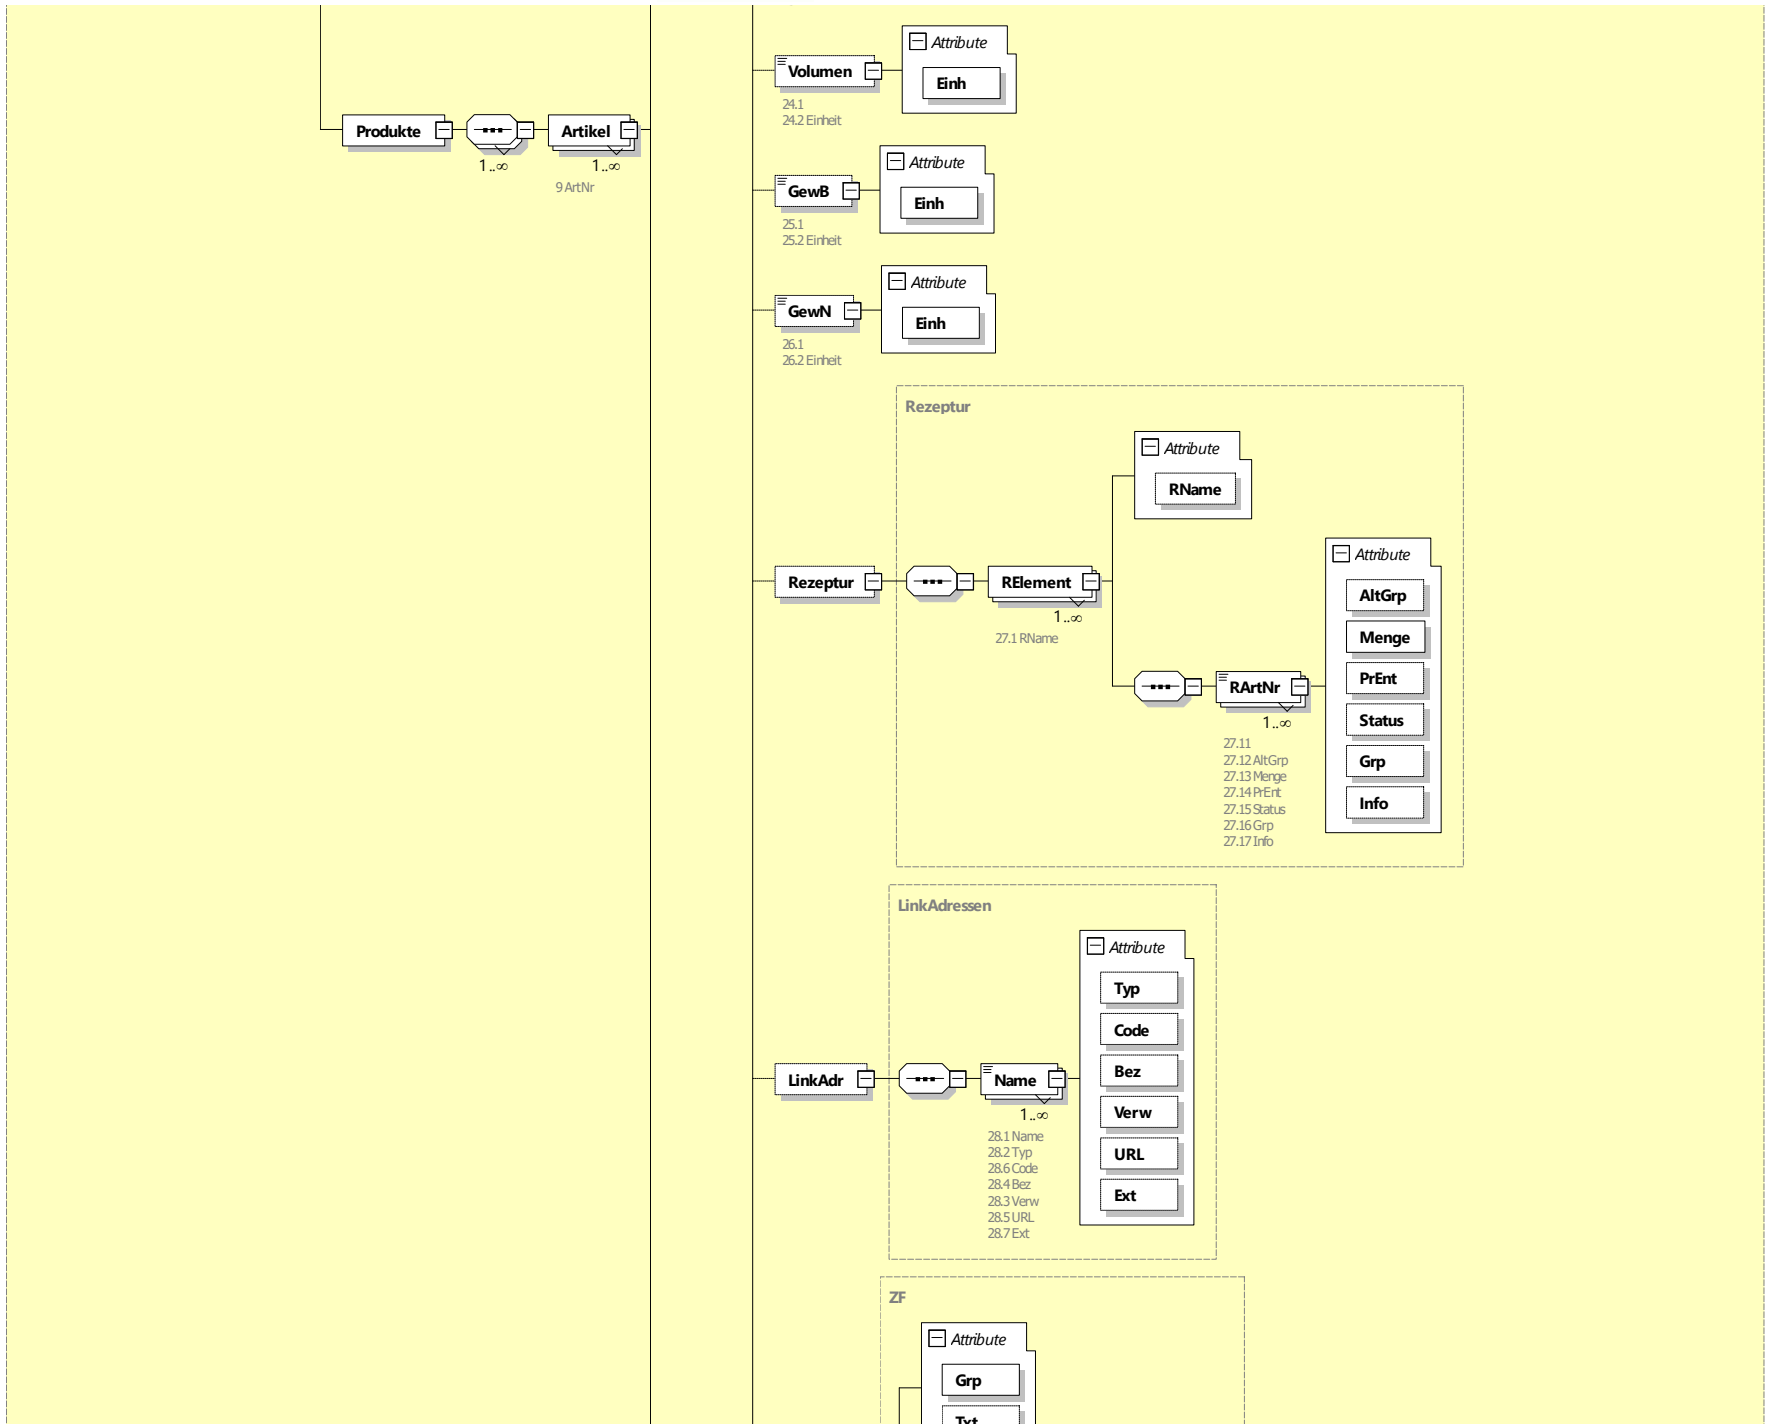 Attribute
Volumen
Einh
24.1
24.2 Einheit
Produkte
1..∞
Artikel
1..∞
9 ArtNr
Attribute
GewB
Einh
25.1
25.2 Einheit
Attribute
GewN
Einh
26.1
26.2 Einheit
Rezeptur
Attribute
RName
Rezeptur
RElement
1..∞
27.1 RName
Attribute
AltGrp
Menge
PrEnt
Status
Grp
Info
RArtNr
1..∞
27.11
27.12 AltGrp
27.13 Menge
27.14 PrEnt
27.15 Status
27.16 Grp
27.17 Info
LinkAdressen
Attribute
Typ
Code
Bez
Verw
URL
Ext
LinkAdr
Name
1..∞
28.1 Name
28.2 Typ
28.6 Code
28.4 Bez
28.3 Verw
28.5 URL
28.7 Ext
ZF
Attribute
Grp
Txt